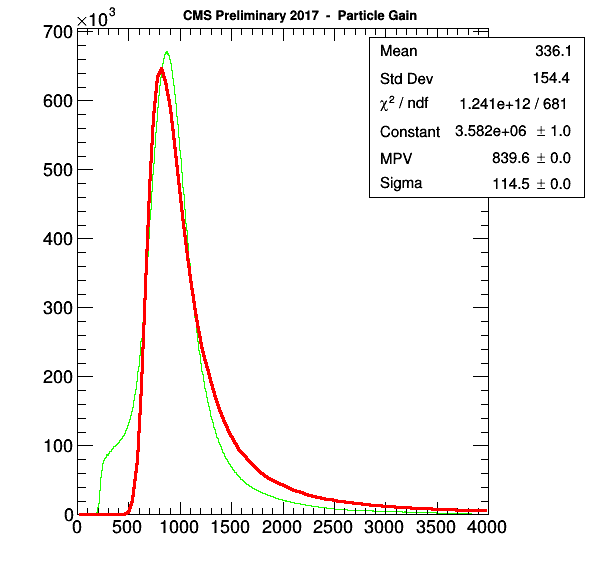 CMS Preliminary 2017 - Particle Gain
×10³
700
600
500
400
300
200
100
0
0 500 1000 1500 2000 2500 3000 3500 4000
Mean 336.1
Std Dev 154.4
χ² / ndf 1.241e+12 / 681
Constant 3.582e+06 ± 1.0
MPV 839.6 ± 0.0
Sigma 114.5 ± 0.0